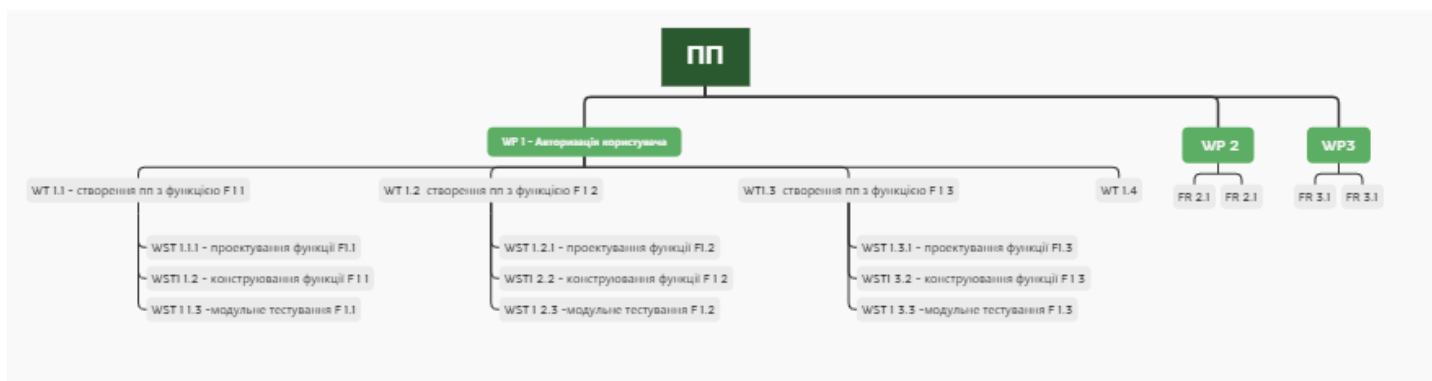 ПП
WP 1 - Авторизація користувача
WP 2
WP3
WT 1.1 - створення пп з функцією F 1 1
WT 1.2 створення пп з функцією F 1 2
WT1.3 створення пп з функцією F 1 3
WT 1.4
FR 2.1
FR 2.1
FR 3.1
FR 3.1
WST 1.1.1 - проектування функції F1.1
WST1 1.2 - конструювання функції F 1 1
WST 1 1.3 -модульне тестування F 1.1
WST 1.2.1 - проектування функції F1.2
WST1 2.2 - конструювання функції F 1 2
WST 1 2.3 -модульне тестування F 1.2
WST 1.3.1 - проектування функції F1.3
WST1 3.2 - конструювання функції F 1 3
WST 1 3.3 -модульне тестування F 1.3